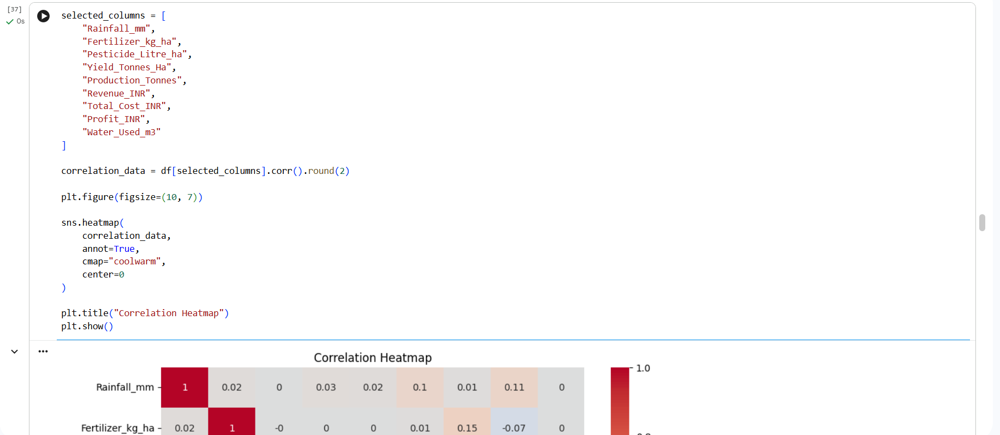 [37]
0s
selected_columns = [
    "Rainfall_mm",
    "Fertilizer_kg_ha",
    "Pesticide_Litre_ha",
    "Yield_Tonnes_Ha",
    "Production_Tonnes",
    "Revenue_INR",
    "Total_Cost_INR",
    "Profit_INR",
    "Water_Used_m3"
]
correlation_data = df[selected_columns].corr().round(2)
plt.figure(figsize=(10, 7))
sns.heatmap(
    correlation_data,
    annot=True,
    cmap="coolwarm",
    center=0
)
plt.title("Correlation Heatmap")
plt.show()
Correlation Heatmap
1.0
Rainfall_mm 1 0.02 0 0.03 0.02 0.1 0.01 0.11 0
Fertilizer_kg_ha 0.02 1 -0 0 0 0.01 0.15 -0.07 0